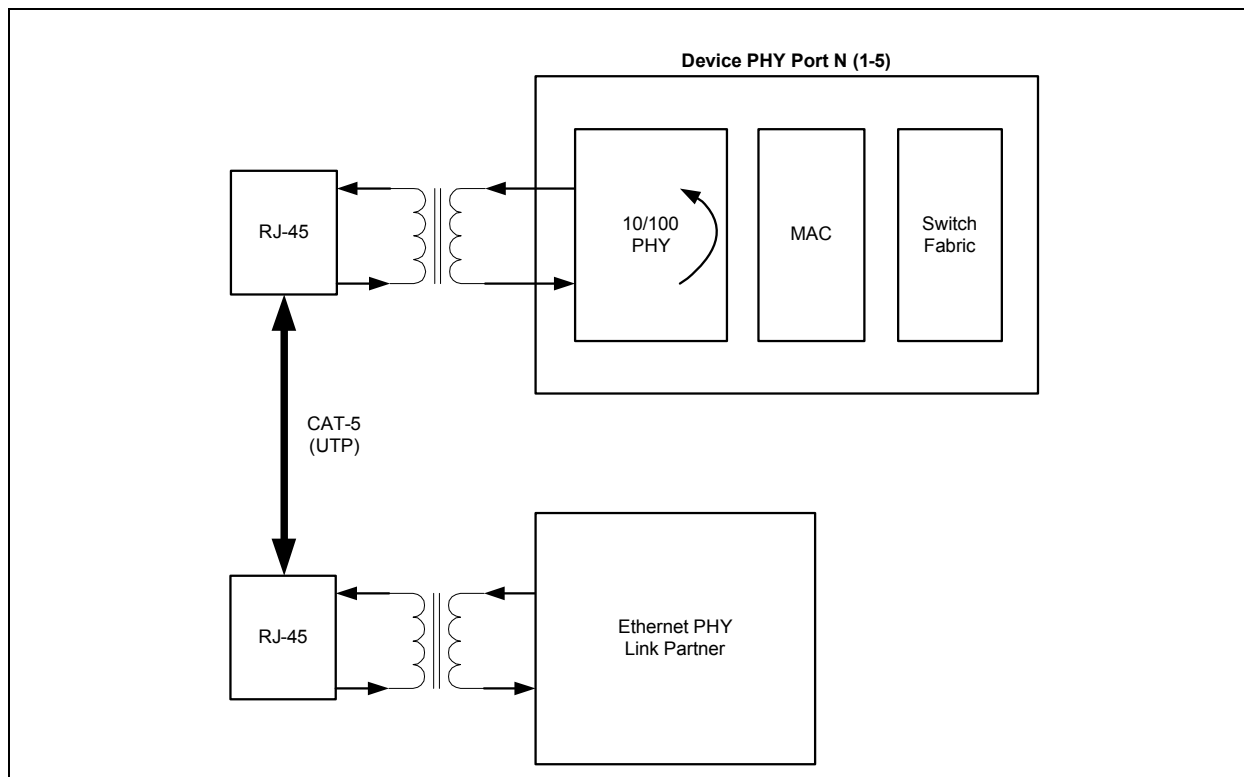 Device PHY Port N (1-5)
RJ-45
10/100
PHY
MAC
Switch
Fabric
CAT-5
(UTP)
RJ-45
Ethernet PHY
Link Partner